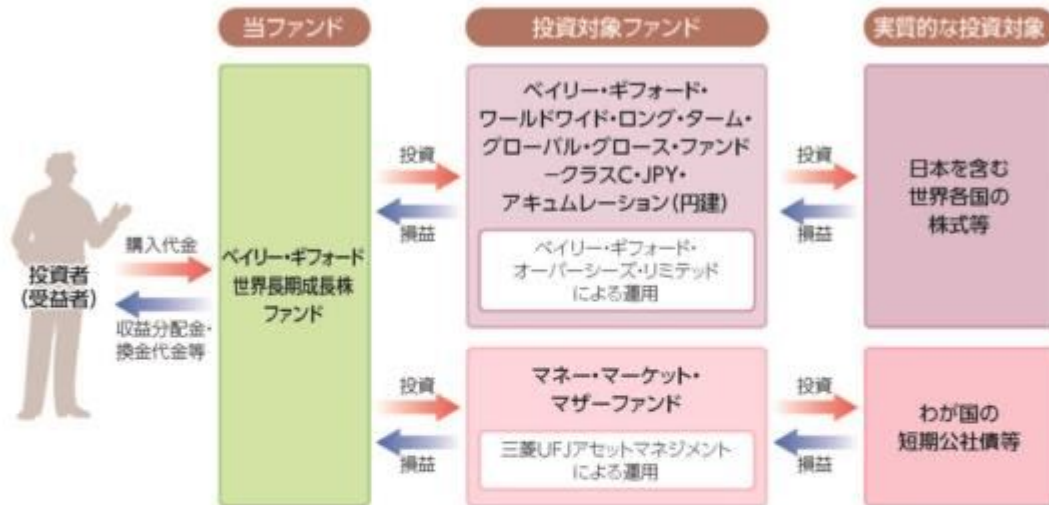 当ファンド
投資対象ファンド
実質的な投資対象
投資者
(受益者)
購入代金
収益分配金・
換金代金等
ベイリー・ギフォード
世界長期成長株
ファンド
投資
損益
ベイリー・ギフォード・
ワールドワイド・ロング・ターム・
グローバル・グロース・ファンド
-クラスC・JPY・
アキュムレーション(円建)
ベイリー・ギフォード・
オーバーシーズ・リミテッド
による運用
投資
損益
日本を含む
世界各国の
株式等
投資
損益
マネー・マーケット・
マザーファンド
三菱UFJアセットマネジメント
による運用
投資
損益
わが国の
短期公社債等